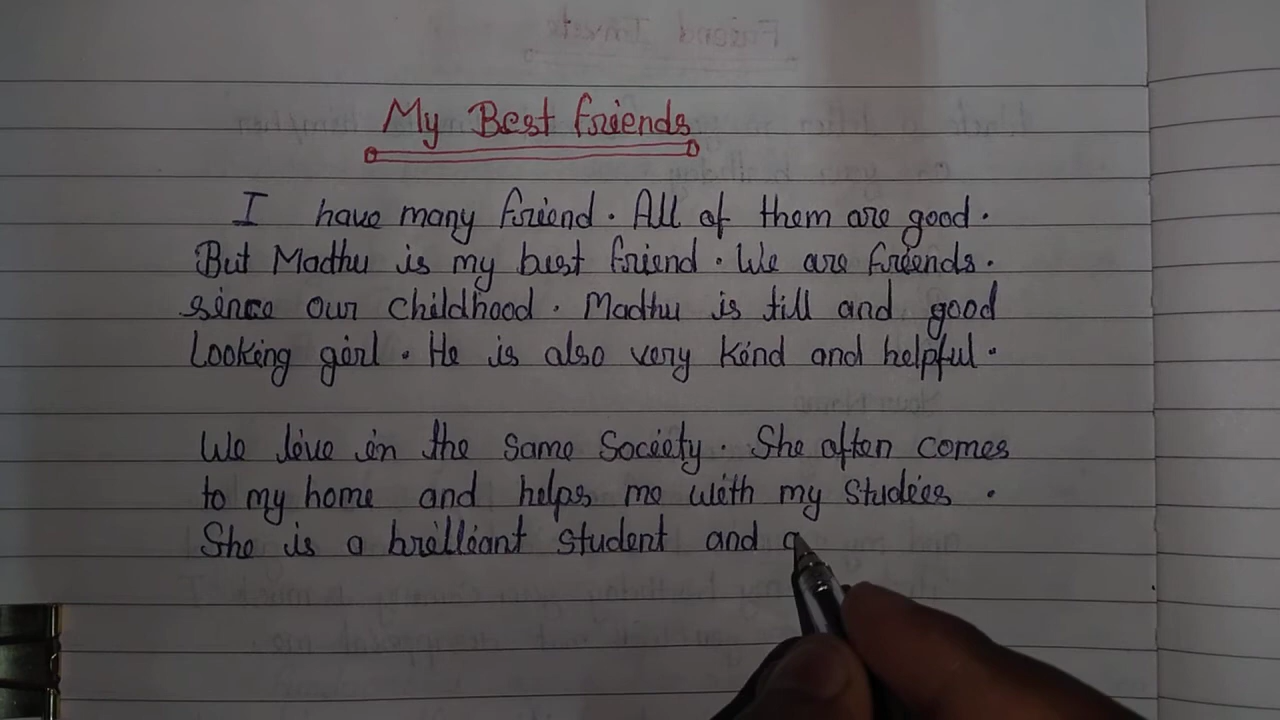 My Best friends
I have many friend. All of them are good.
But Madhu is my best friend. We are friends.
since our childhood. Madhu is till and good
looking girl. He is also very kind and helpful.
We live in the same society. She often comes
to my home and helps me with my studies.
She is a brilliant student and